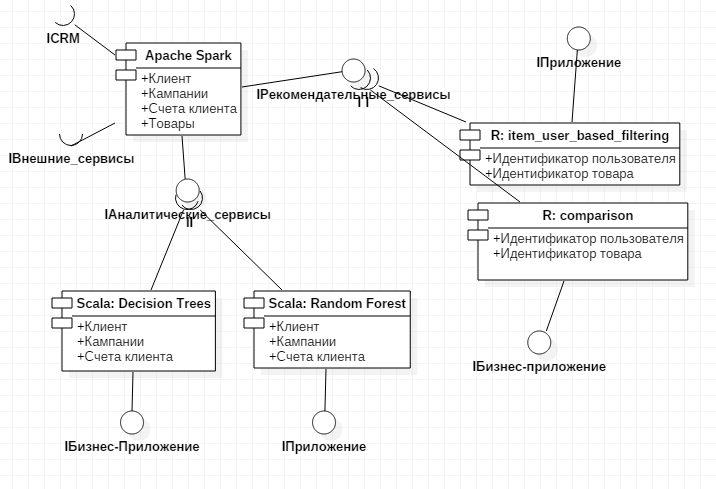 ICRM
Apache Spark
+Клиент
+Кампании
+Счета клиента
+Товары
IВнешние_сервисы
IРекомендательные_сервисы
IПриложение
R: item_user_based_filtering
+Идентификатор пользователя
+Идентификатор товара
R: comparison
+Идентификатор пользователя
+Идентификатор товара
IАналитические_сервисы
Scala: Decision Trees
+Клиент
+Кампании
+Счета клиента
Scala: Random Forest
+Клиент
+Кампании
+Счета клиента
IБизнес-приложение
IБизнес-Приложение
IПриложение